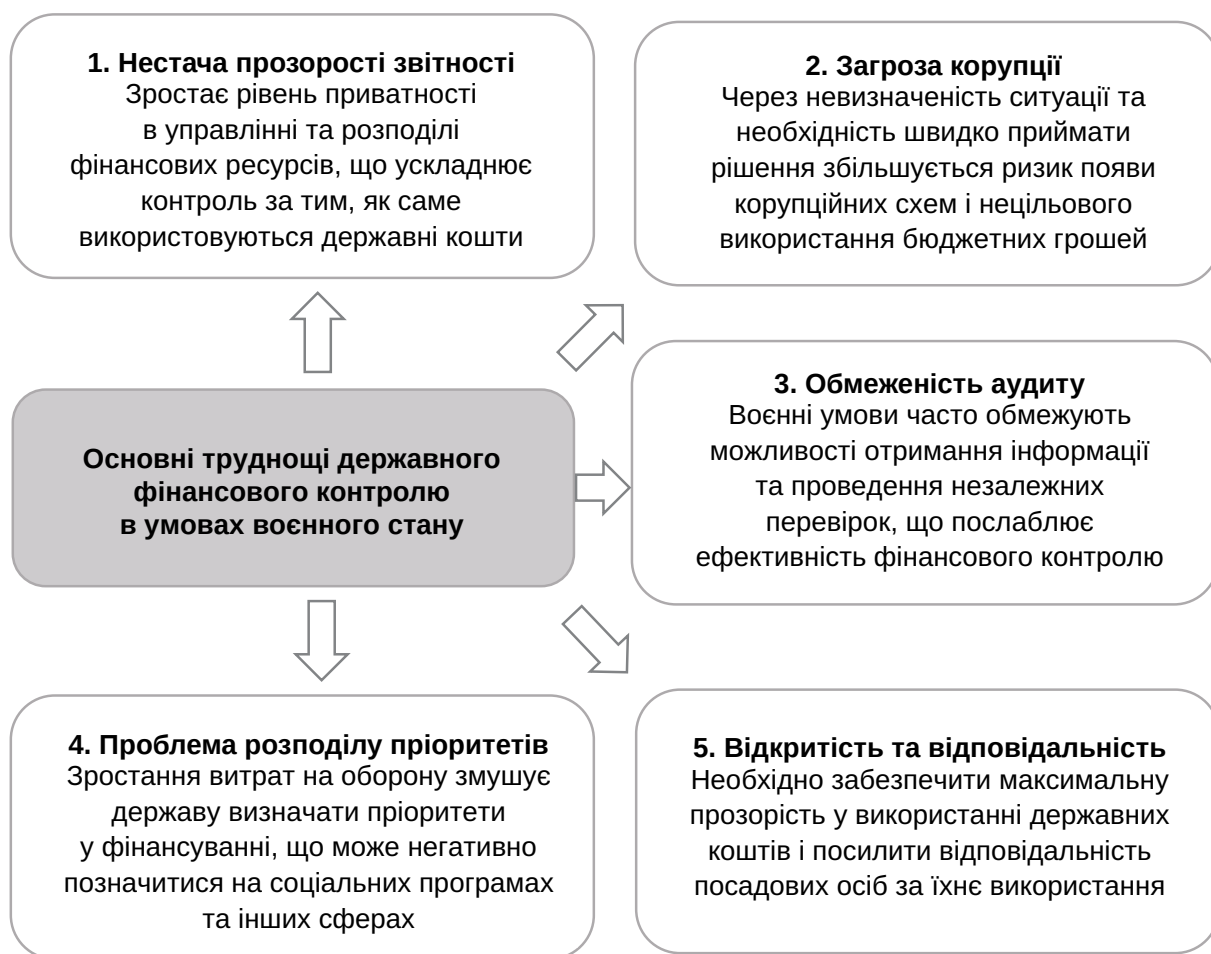 1. Нестача прозорості звітності
Зростає рівень приватності
в управлінні та розподілі
фінансових ресурсів, що ускладнює
контроль за тим, як саме
використовуються державні кошти
2. Загроза корупції
Через невизначеність ситуації та
необхідність швидко приймати
рішення збільшується ризик появи
корупційних схем і нецільового
використання бюджетних грошей
Основні труднощі державного
фінансового контролю
в умовах воєнного стану
3. Обмеженість аудиту
Воєнні умови часто обмежують
можливості отримання інформації
та проведення незалежних
перевірок, що послаблює
ефективність фінансового контролю
4. Проблема розподілу пріоритетів
Зростання витрат на оборону змушує
державу визначати пріоритети
у фінансуванні, що може негативно
позначитися на соціальних програмах
та інших сферах
5. Відкритість та відповідальність
Необхідно забезпечити максимальну
прозорість у використанні державних
коштів і посилити відповідальність
посадових осіб за їхнє використання